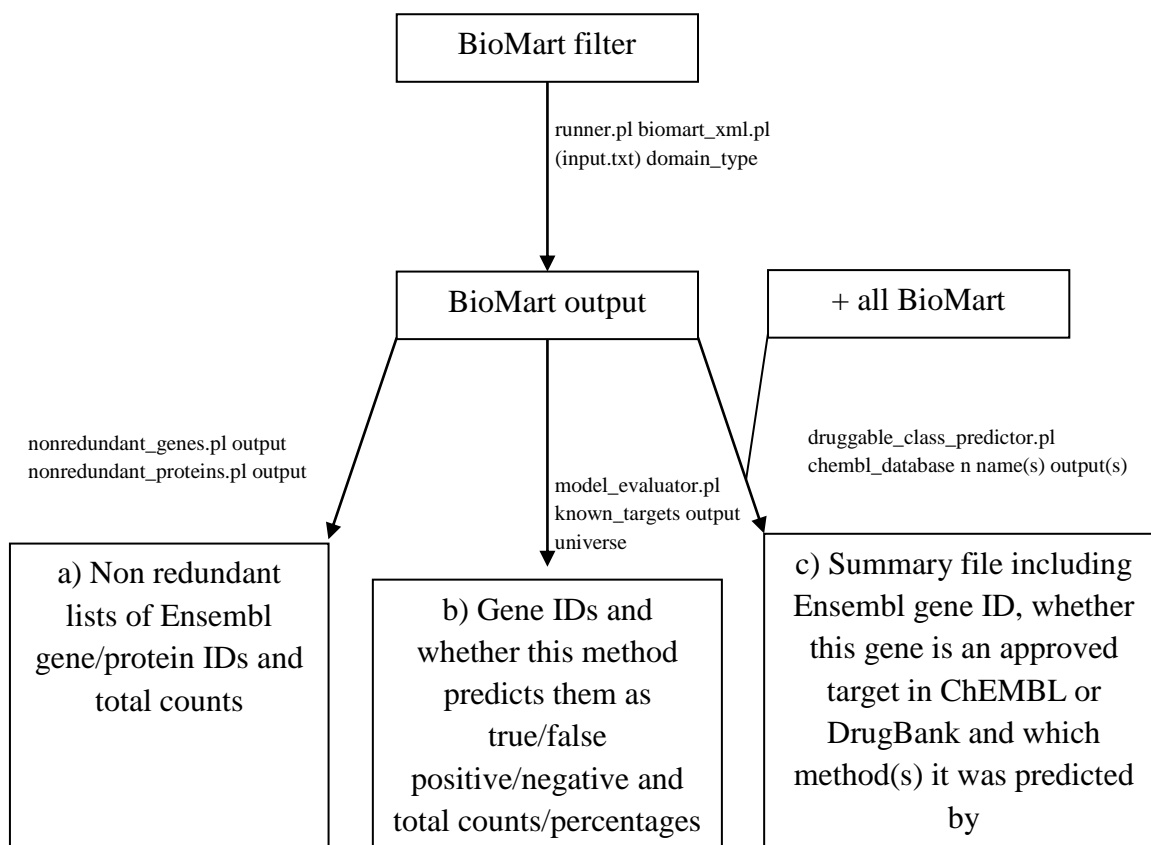 BioMart filter
runner.pl biomart_xml.pl
(input.txt) domain_type
BioMart output
+ all BioMart
nonredundant_genes.pl output
nonredundant_proteins.pl output
druggable_class_predictor.pl
chembl_database n name(s) output(s)
model_evaluator.pl
known_targets output
universe
a) Non redundant
lists of Ensembl
gene/protein IDs and
total counts
b) Gene IDs and
whether this method
predicts them as
true/false
positive/negative and
total counts/percentages
c) Summary file including
Ensembl gene ID, whether
this gene is an approved
target in ChEMBL or
DrugBank and which
method(s) it was predicted
by